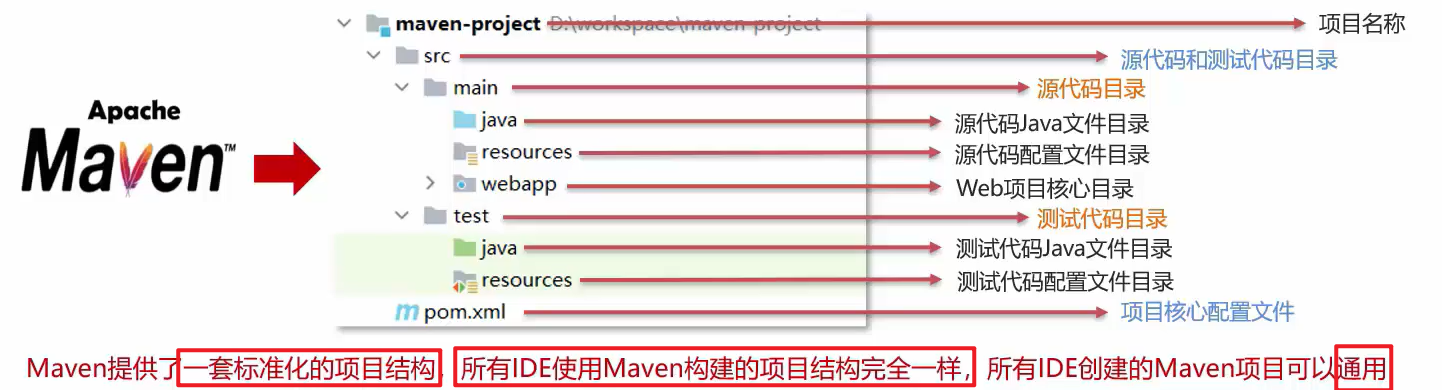 maven-project D:\workspace\maven-project 项目名称
src 源代码和测试代码目录
main 源代码目录
java 源代码Java文件目录
resources 源代码配置文件目录
webapp Web项目核心目录
test 测试代码目录
java 测试代码Java文件目录
resources 测试代码配置文件目录
pom.xml 项目核心配置文件
Apache
Maven™
Maven提供了一套标准化的项目结构，所有IDE使用Maven构建的项目结构完全一样，所有IDE创建的Maven项目可以通用